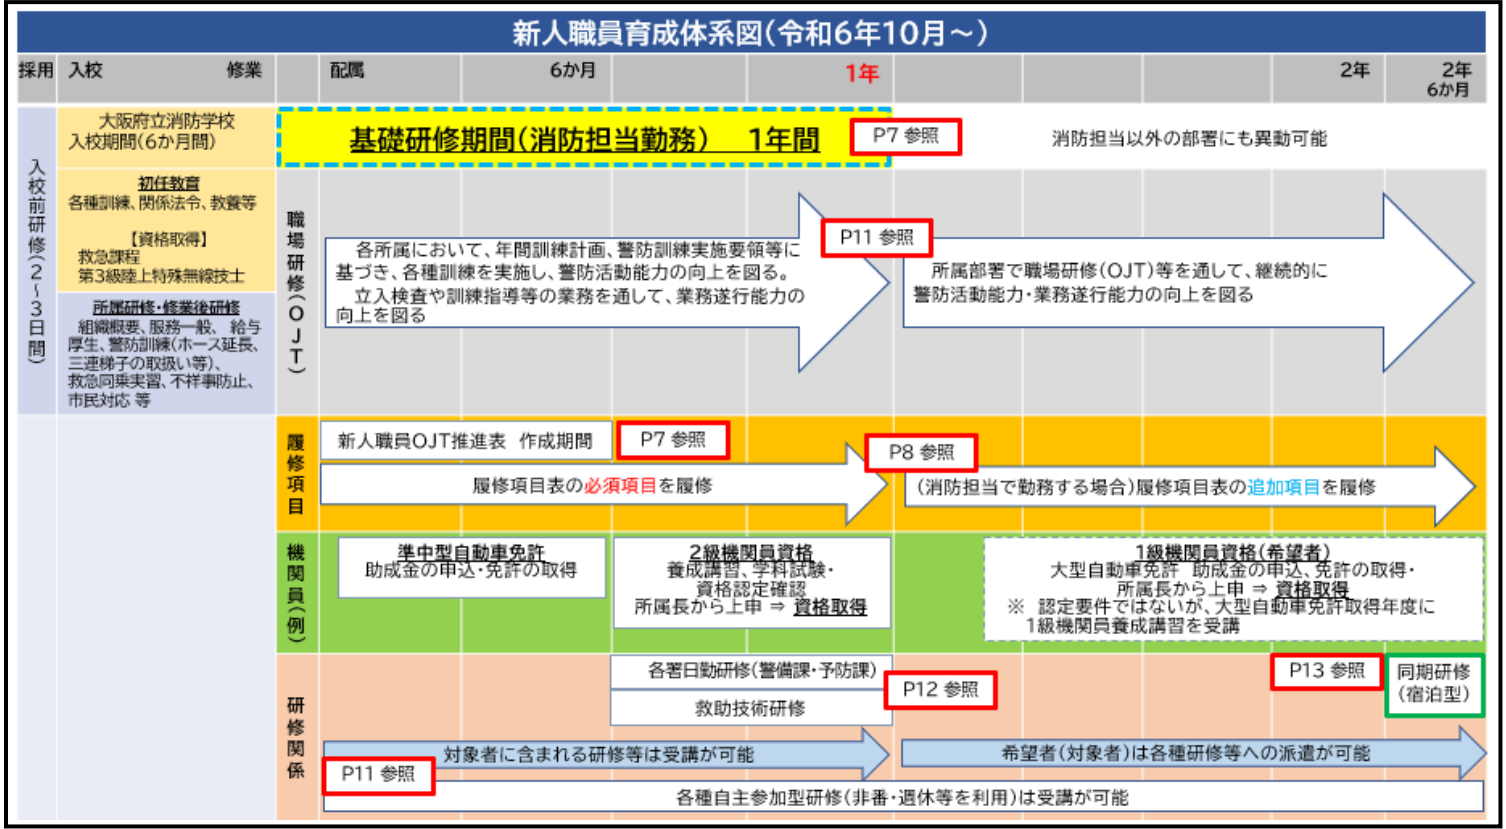 新人職員育成体系図(令和6年10月～)
採用 入校 修業 配属 6か月 1年 2年 2年
6か月
入校前研修(2～3日間)
大阪府立消防学校
入校期間(6か月間)
初任教育
各種訓練、関係法令、教養等
【資格取得】
救急課程
第3級陸上特殊無線技士
所属研修・修業後研修
組織概要、服務一般、 給与
厚生、警防訓練(ホース延長、
三連梯子の取扱い等)、
救急同乗実習、不祥事防止、
市民対応 等
基礎研修期間(消防担当勤務) 1年間
P7 参照
消防担当以外の部署にも異動可能
職場研修(OJT)
各所属において、年間訓練計画、警防訓練実施要領等に
基づき、各種訓練を実施し、警防活動能力の向上を図る。
立入検査や訓練指導等の業務を通して、業務遂行能力の
向上を図る
P11 参照
所属部署で職場研修(OJT)等を通して、継続的に
警防活動能力・業務遂行能力の向上を図る
履修項目
新人職員OJT推進表 作成期間
P7 参照
履修項目表の必須項目を履修
P8 参照
(消防担当で勤務する場合)履修項目表の追加項目を履修
機関員(例)
準中型自動車免許
助成金の申込・免許の取得
2級機関員資格
養成講習、学科試験・
資格認定確認
所属長から上申 ⇒ 資格取得
1級機関員資格(希望者)
大型自動車免許 助成金の申込、免許の取得・
所属長から上申 ⇒ 資格取得
※ 認定要件ではないが、大型自動車免許取得年度に
1級機関員養成講習を受講
研修関係
各署日勤研修(警備課・予防課)
救助技術研修
P12 参照
P13 参照
同期研修
(宿泊型)
対象者に含まれる研修等は受講が可能
希望者(対象者)は各種研修等への派遣が可能
P11 参照
各種自主参加型研修(非番・週休等を利用)は受講が可能